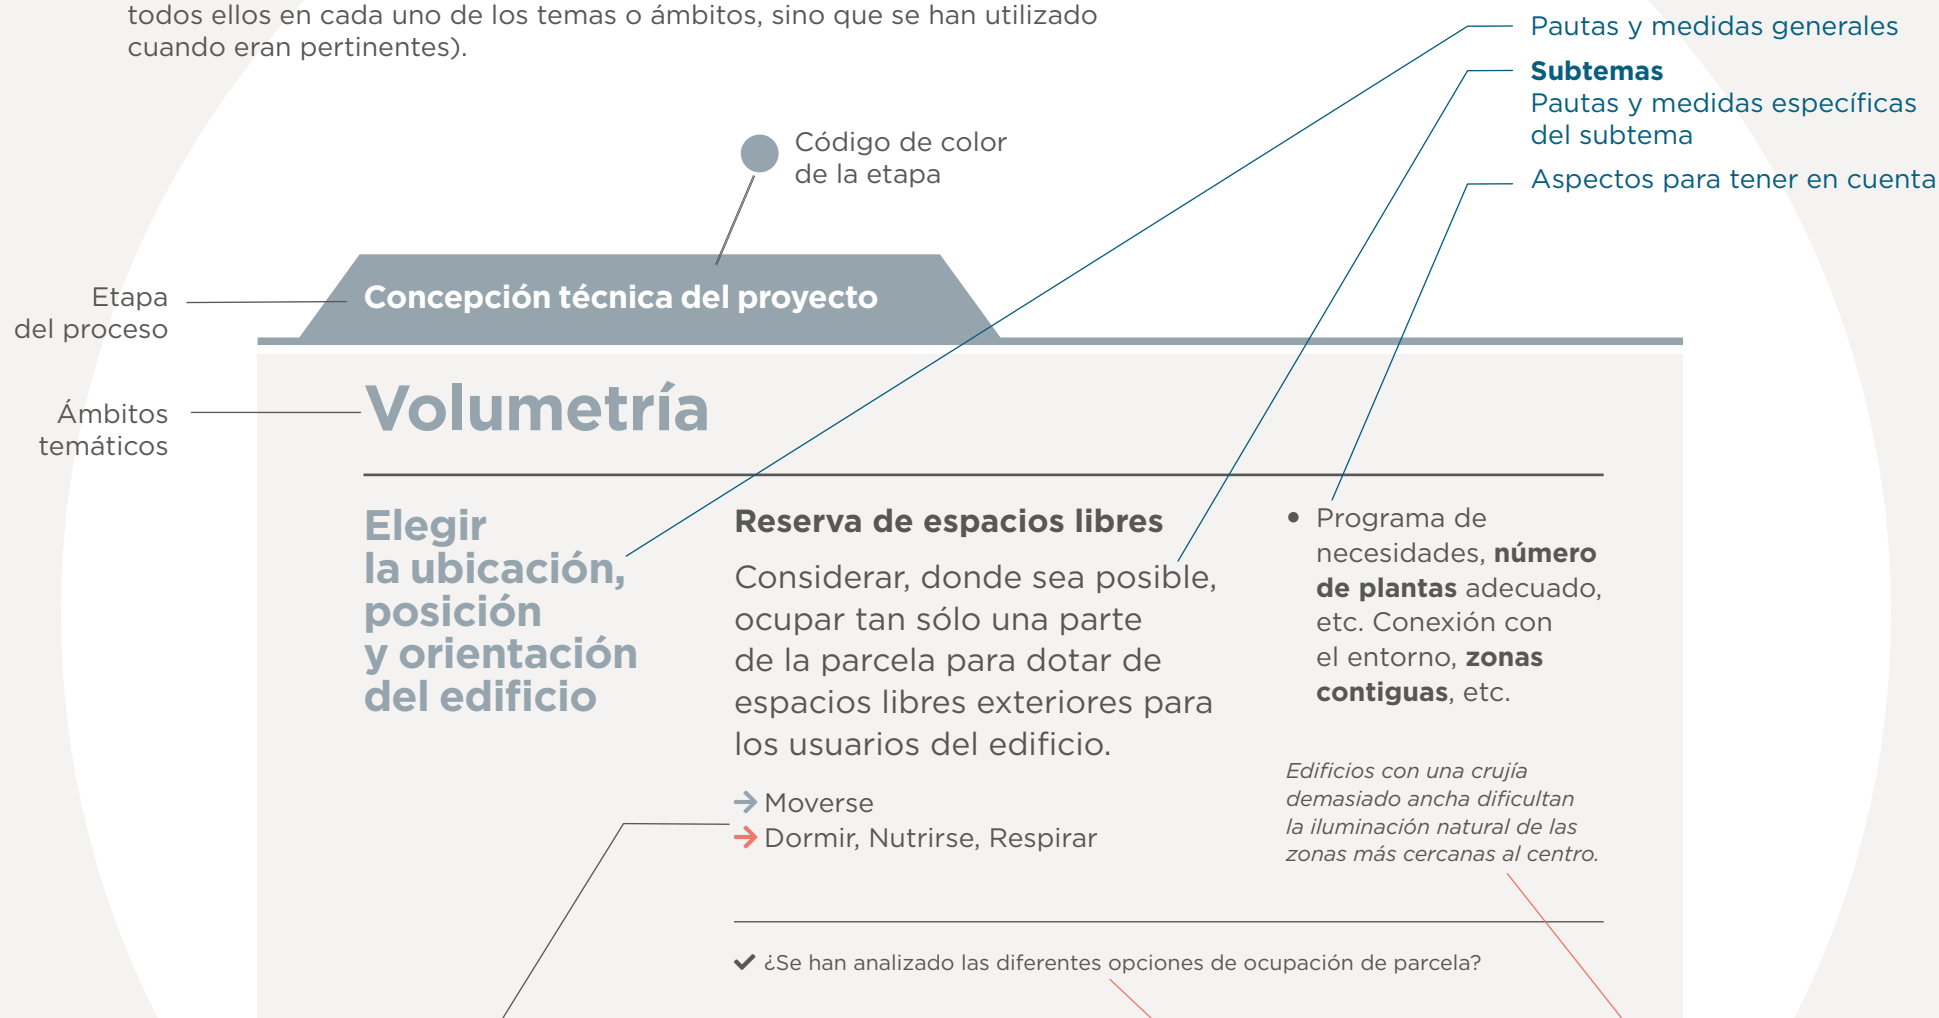 todos ellos en cada uno de los temas o ámbitos, sino que se han utilizado
cuando eran pertinentes).
Pautas y medidas generales
Subtemas
Pautas y medidas específicas
del subtema
Aspectos para tener en cuenta
Código de color
de la etapa
Etapa
del proceso
Concepción técnica del proyecto
Ámbitos
temáticos
Volumetría
Elegir
la ubicación,
posición
y orientación
del edificio
Reserva de espacios libres
Considerar, donde sea posible,
ocupar tan sólo una parte
de la parcela para dotar de
espacios libres exteriores para
los usuarios del edificio.
→ Moverse
→ Dormir, Nutrirse, Respirar
• Programa de
necesidades, número
de plantas adecuado,
etc. Conexión con
el entorno, zonas
contiguas, etc.
Edificios con una crujía
demasiado ancha dificultan
la iluminación natural de las
zonas más cercanas al centro.
✔ ¿Se han analizado las diferentes opciones de ocupación de parcela?